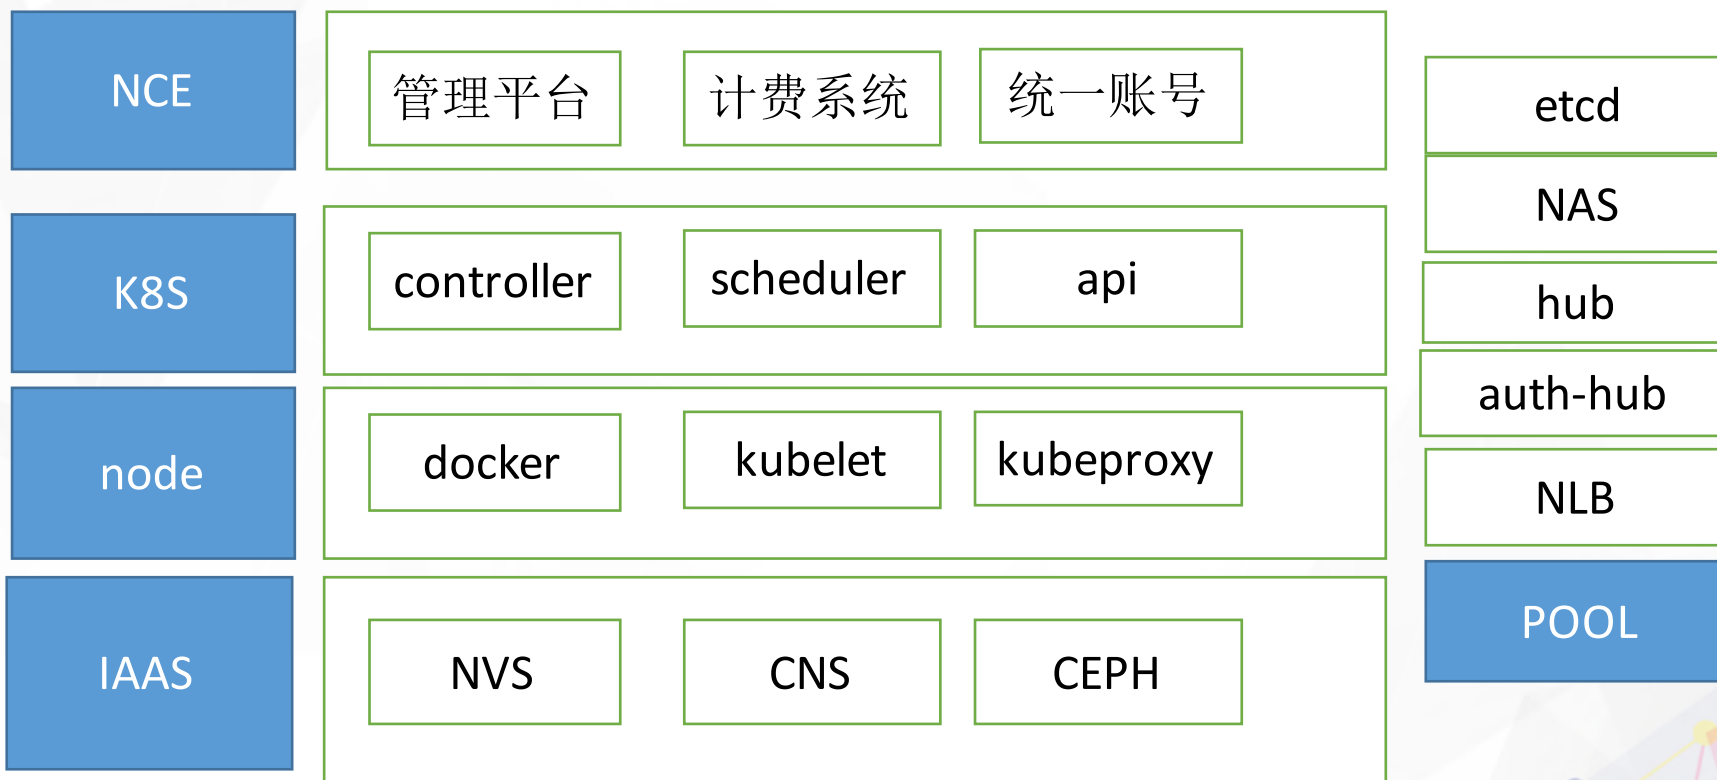 NCE
管理平台
计费系统
统一账号
K8S
controller
scheduler
api
node
docker
kubelet
kubeproxy
IAAS
NVS
CNS
CEPH
etcd
NAS
hub
auth-hub
NLB
POOL